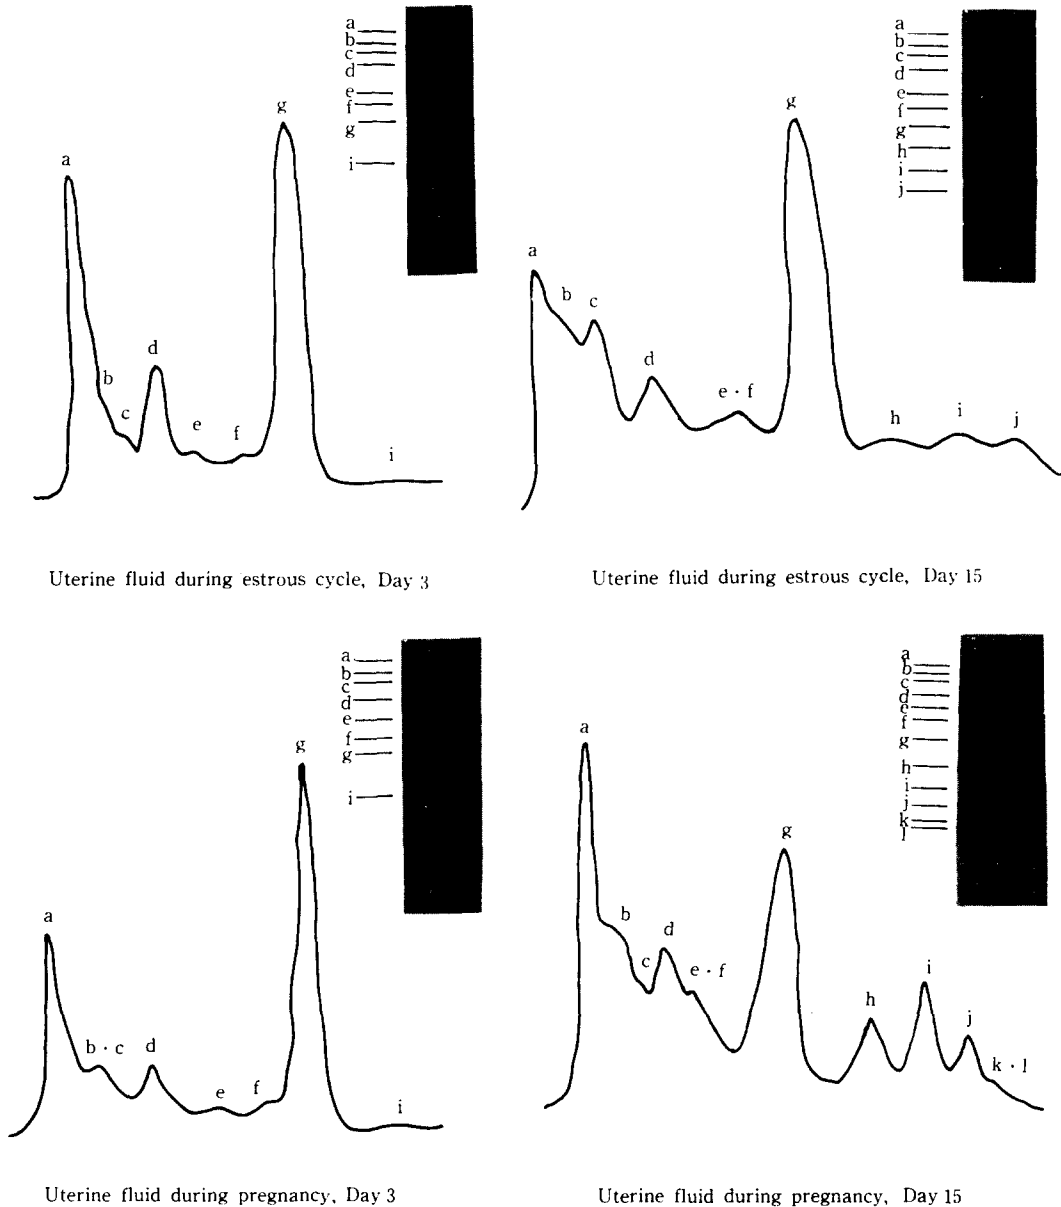 a
b
c
d
e
f
g
i
a
b
c
d
e
f
g
i
Uterine fluid during estrous cycle, Day 3
a
b
c
d
e
f
g
h
i
j
a
b
c
d
e · f
g
h
i
j
Uterine fluid during estrous cycle, Day 15
a
b
c
d
e
f
g
i
a
b · c
d
e
f
g
i
Uterine fluid during pregnancy, Day 3
a
b
c
d
e
f
g
h
i
j
k
l
a
b
c
d
e · f
g
h
i
j
k · l
Uterine fluid during pregnancy, Day 15